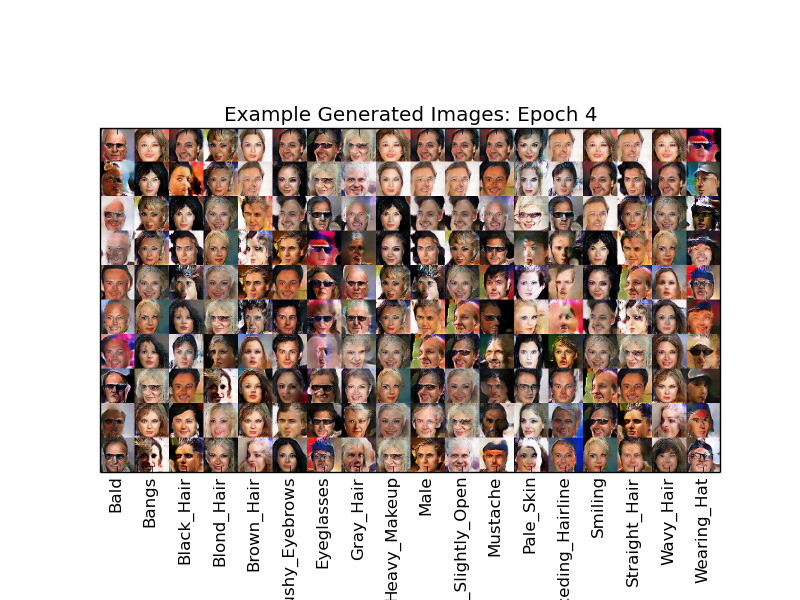 Example Generated Images: Epoch 4
Bald
Bangs
Black_Hair
Blond_Hair
Brown_Hair
ushy_Eyebrows
Eyeglasses
Gray_Hair
Heavy_Makeup
Male
_Slightly_Open
Mustache
Pale_Skin
eding_Hairline
Smiling
Straight_Hair
Wavy_Hair
Wearing_Hat